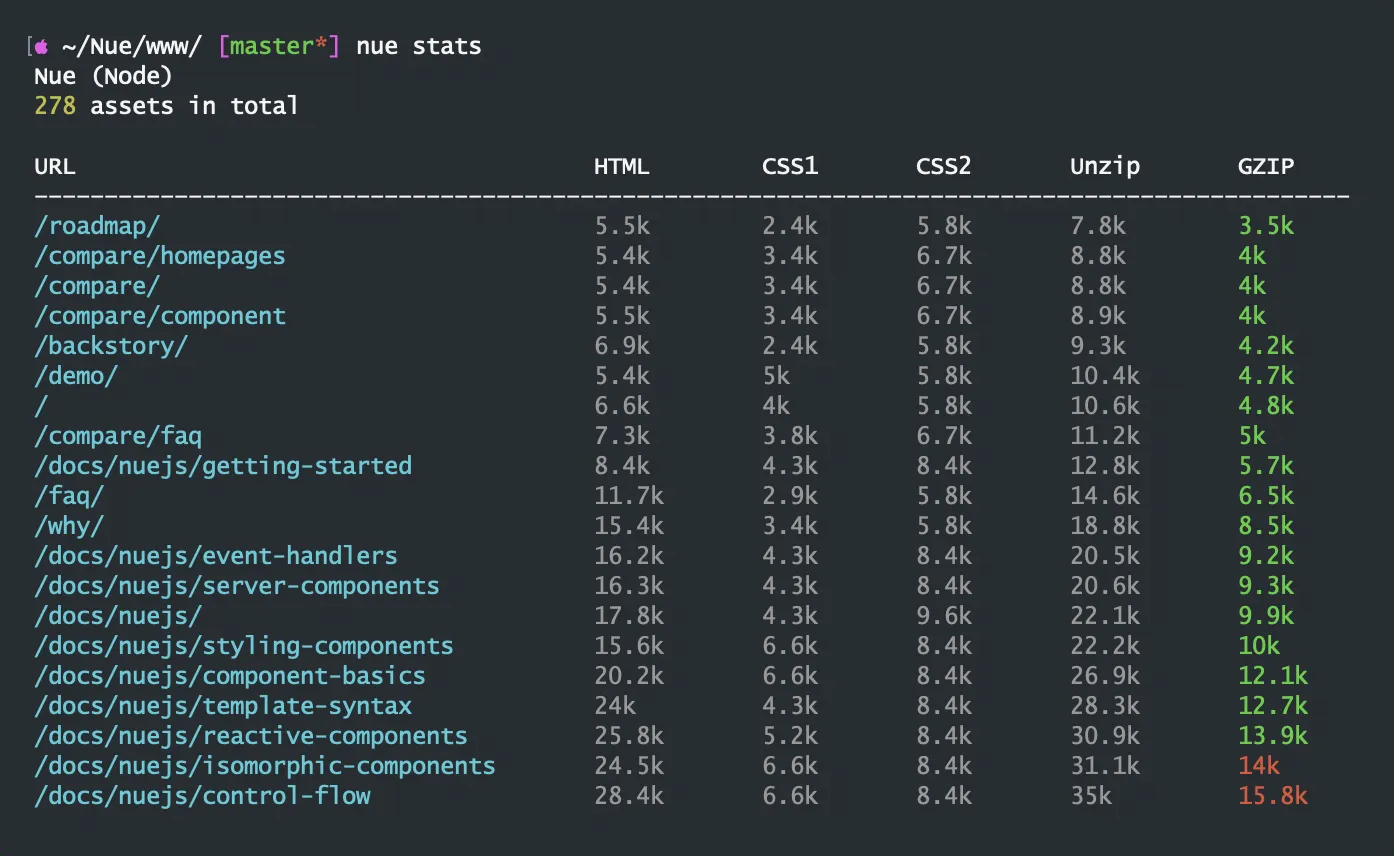 [ ~/Nue/www/ [master*] nue stats
Nue (Node)
278 assets in total
URL HTML CSS1 CSS2 Unzip GZIP
/roadmap/ 5.5k 2.4k 5.8k 7.8k 3.5k
/compare/homepages 5.4k 3.4k 6.7k 8.8k 4k
/compare/ 5.4k 3.4k 6.7k 8.8k 4k
/compare/component 5.5k 3.4k 6.7k 8.9k 4k
/backstory/ 6.9k 2.4k 5.8k 9.3k 4.2k
/demo/ 5.4k 5k 5.8k 10.4k 4.7k
/ 6.6k 4k 5.8k 10.6k 4.8k
/compare/faq 7.3k 3.8k 6.7k 11.2k 5k
/docs/nuejs/getting-started 8.4k 4.3k 8.4k 12.8k 5.7k
/faq/ 11.7k 2.9k 5.8k 14.6k 6.5k
/why/ 15.4k 3.4k 5.8k 18.8k 8.5k
/docs/nuejs/event-handlers 16.2k 4.3k 8.4k 20.5k 9.2k
/docs/nuejs/server-components 16.3k 4.3k 8.4k 20.6k 9.3k
/docs/nuejs/ 17.8k 4.3k 9.6k 22.1k 9.9k
/docs/nuejs/styling-components 15.6k 6.6k 8.4k 22.2k 10k
/docs/nuejs/component-basics 20.2k 6.6k 8.4k 26.9k 12.1k
/docs/nuejs/template-syntax 24k 4.3k 8.4k 28.3k 12.7k
/docs/nuejs/reactive-components 25.8k 5.2k 8.4k 30.9k 13.9k
/docs/nuejs/isomorphic-components 24.5k 6.6k 8.4k 31.1k 14k
/docs/nuejs/control-flow 28.4k 6.6k 8.4k 35k 15.8k